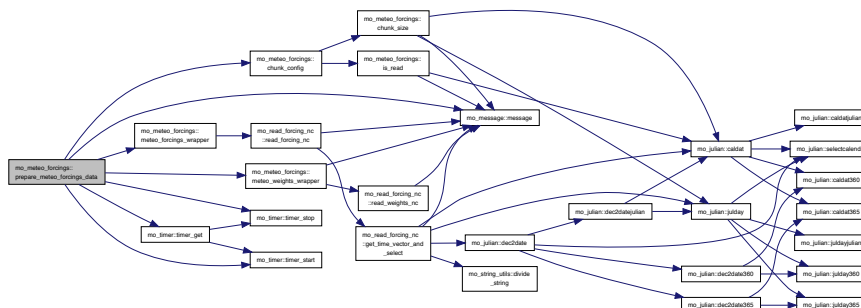 mo_meteo_forcings::
prepare_meteo_forcings_data
mo_meteo_forcings::
chunk_config
mo_meteo_forcings::
chunk_size
mo_meteo_forcings::
is_read
mo_message::message
mo_meteo_forcings::
meteo_forcings_wrapper
mo_read_forcing_nc
::read_forcing_nc
mo_meteo_forcings::
meteo_weights_wrapper
mo_read_forcing_nc
::read_weights_nc
mo_timer::timer_stop
mo_timer::timer_get
mo_timer::timer_start
mo_read_forcing_nc
::get_time_vector_and
_select
mo_string_utils::divide
_string
mo_julian::dec2date
mo_julian::dec2datejulian
mo_julian::caldat
mo_julian::julday
mo_julian::dec2date360
mo_julian::dec2date365
mo_julian::caldatjulian
mo_julian::selectcalend
mo_julian::caldat360
mo_julian::caldat365
mo_julian::juldayjulian
mo_julian::julday360
mo_julian::julday365